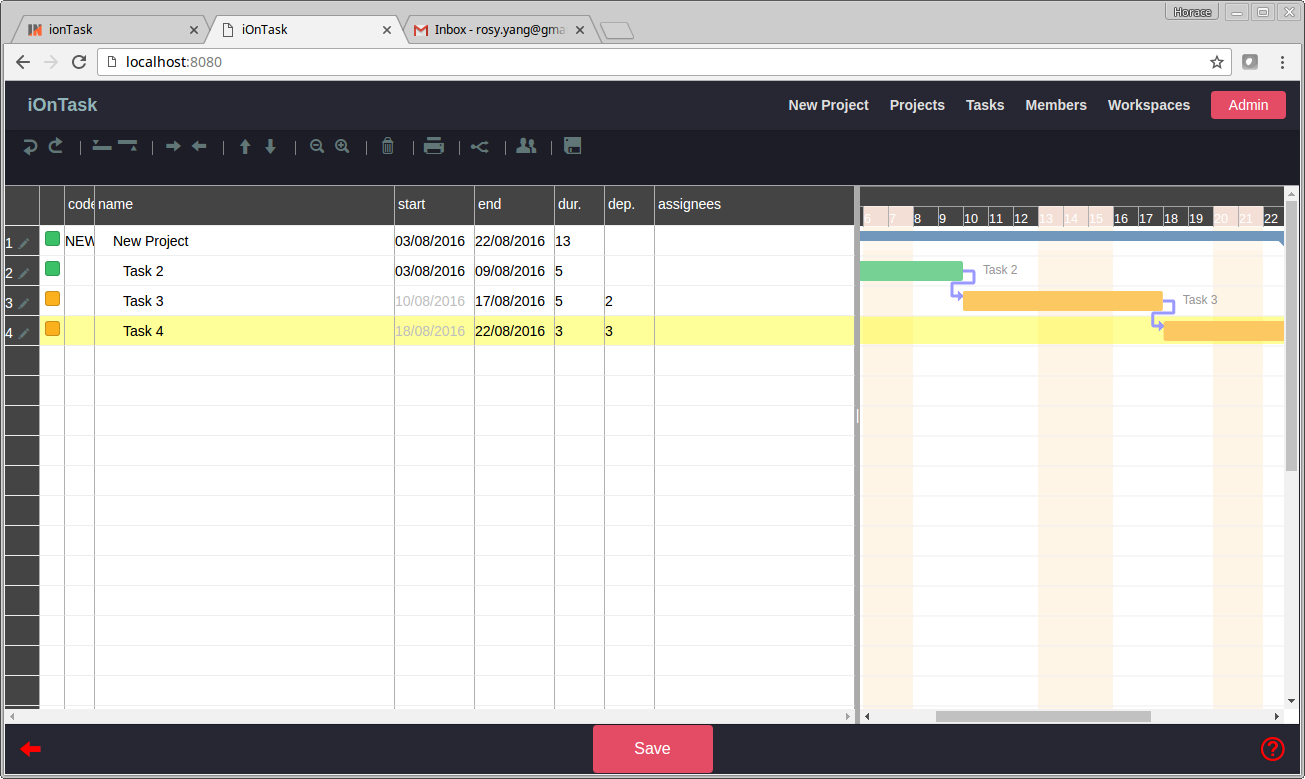 Horace
ionTask
iOnTask
Inbox - rosy.yang@gma
localhost:8080
iOnTask
New Project Projects Tasks Members Workspaces Admin
code name start end dur. dep. assignees
6 7 8 9 10 11 12 13 14 15 16 17 18 19 20 21 22
1 NEW New Project 03/08/2016 22/08/2016 13
2 Task 2 03/08/2016 09/08/2016 5 Task 2
3 Task 3 10/08/2016 17/08/2016 5 2 Task 3
4 Task 4 18/08/2016 22/08/2016 3 3
Save
?